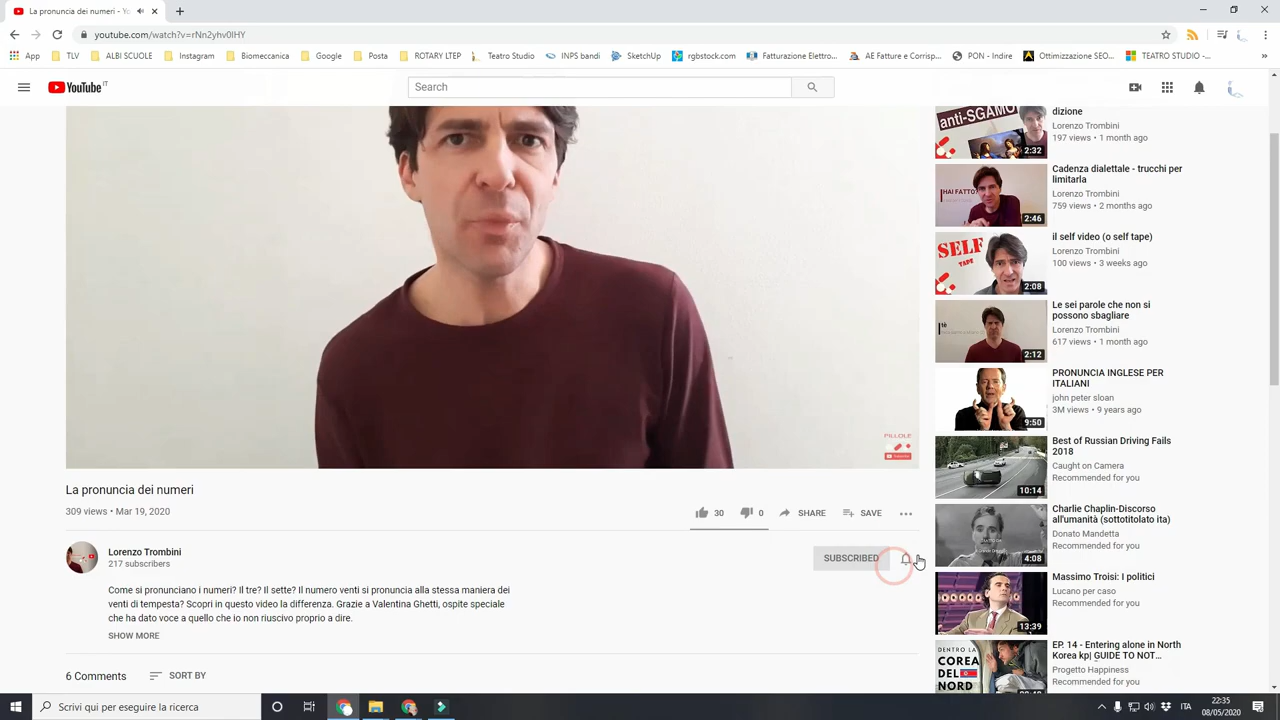 La pronuncia dei numeri - Yo
youtube.com/watch?v=rNn2yhv0IHY
App
TLV
ALBI SCUOLE
Instagram
Biomeccanica
Google
Posta
ROTARY LTEP
Teatro Studio
INPS bandi
SketchUp
rgbstock.com
Fatturazione Elettro...
AE Fatture e Corrisp...
PON - Indire
Ottimizzazione SEO...
TEATRO STUDIO -...
YouTube IT
Search
anti-SGAMO
2:32
dizione
Lorenzo Trombini
197 views • 1 month ago
HAI FATTO?
2:46
Cadenza dialettale - trucchi per
limitarla
Lorenzo Trombini
759 views • 2 months ago
SELF
TAPE
2:08
il self video (o self tape)
Lorenzo Trombini
100 views • 3 weeks ago
tè
2:12
Le sei parole che non si
possono sbagliare
Lorenzo Trombini
617 views • 1 month ago
9:50
PRONUNCIA INGLESE PER
ITALIANI
john peter sloan
3M views • 9 years ago
10:14
Best of Russian Driving Fails
2018
Caught on Camera
Recommended for you
4:08
Charlie Chaplin-Discorso
all'umanità (sottotitolato ita)
Donato Mandetta
Recommended for you
13:39
Massimo Troisi: I politici
Lucano per caso
Recommended for you
DENTRO LA
COREA
DEL
NORD
EP. 14 - Entering alone in North
Korea kp| GUIDE TO NOT...
Progetto Happiness
Recommended for you
PILLOLE
La pronuncia dei numeri
309 views • Mar 19, 2020
30
0
SHARE
SAVE
Lorenzo Trombini
217 subscribers
SUBSCRIBED
Come si pronunciano i numeri? Il tre? Il sette? Il numero venti si pronuncia alla stessa maniera dei
venti di tempesta? Scopri in questo video la differenza. Grazie a Valentina Ghetti, ospite speciale
che ha dato voce a quello che io non riuscivo proprio a dire.
SHOW MORE
6 Comments
SORT BY
Scrivi qui per eseguire la ricerca
ITA
22:35
08/05/2020